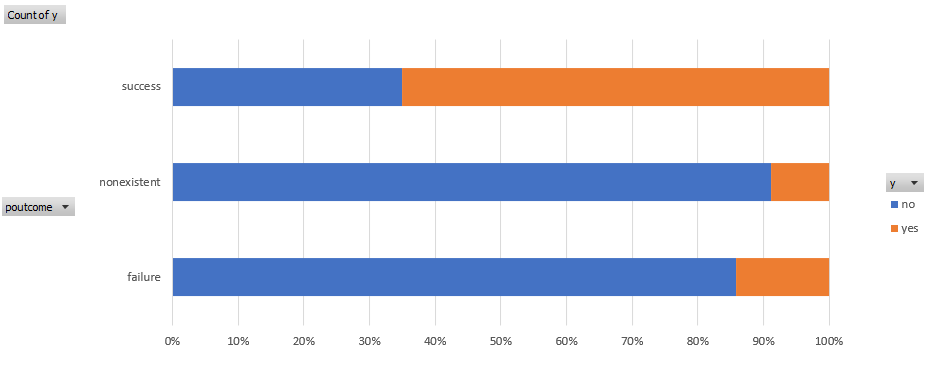 Count of y
success
nonexistent
poutcome
failure
0% 10% 20% 30% 40% 50% 60% 70% 80% 90% 100%
y
no
yes